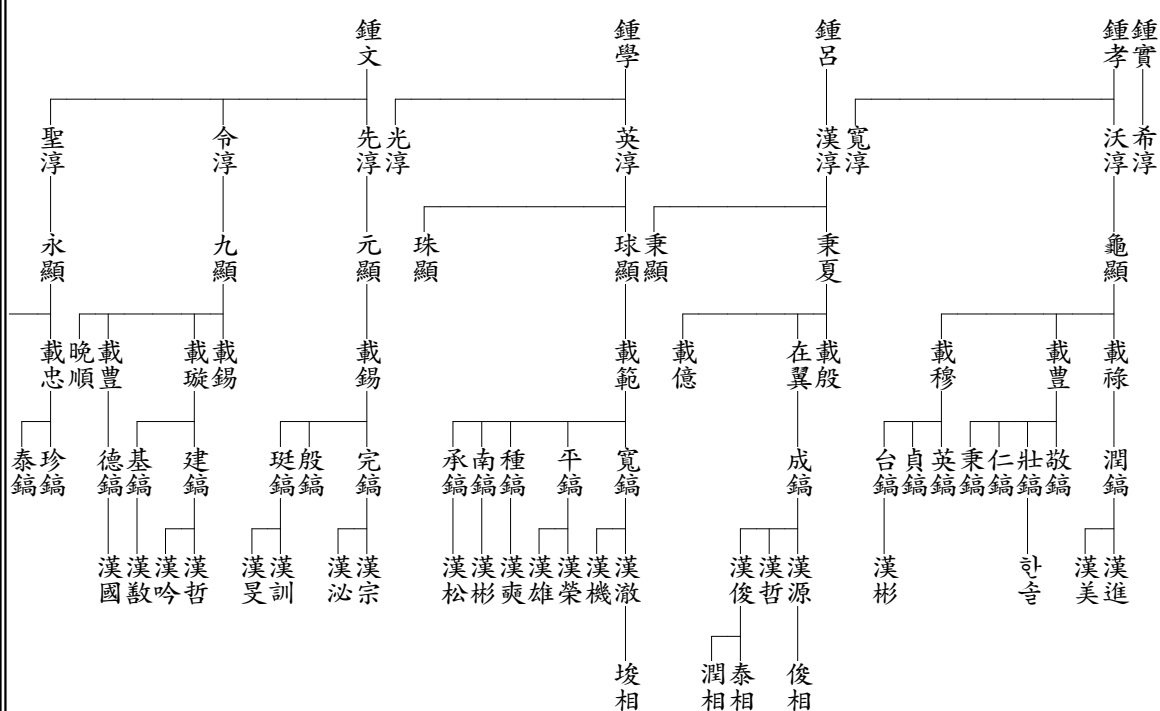 鍾實
鍾孝
鍾呂
鍾學
鍾文
希淳
沃淳
寬淳
漢淳
英淳
光淳
先淳
令淳
聖淳
龜顯
秉夏
秉顯
球顯
珠顯
元顯
九顯
永顯
載祿
載豊
載穆
載殷
在翼
載億
載範
載錫
載錫
載璇
載豊
晩順
載忠
潤鎬
敬鎬
壯鎬
仁鎬
秉鎬
英鎬
貞鎬
台鎬
成鎬
寬鎬
平鎬
種鎬
南鎬
承鎬
完鎬
殷鎬
珽鎬
建鎬
基鎬
德鎬
珍鎬
泰鎬
漢進
漢美
한솔
漢彬
漢源
漢哲
漢俊
漢澈
漢機
漢榮
漢雄
漢奭
漢彬
漢松
漢宗
漢泌
漢訓
漢旻
漢哲
漢吟
漢敾
漢國
俊相
泰相
潤相
埈相